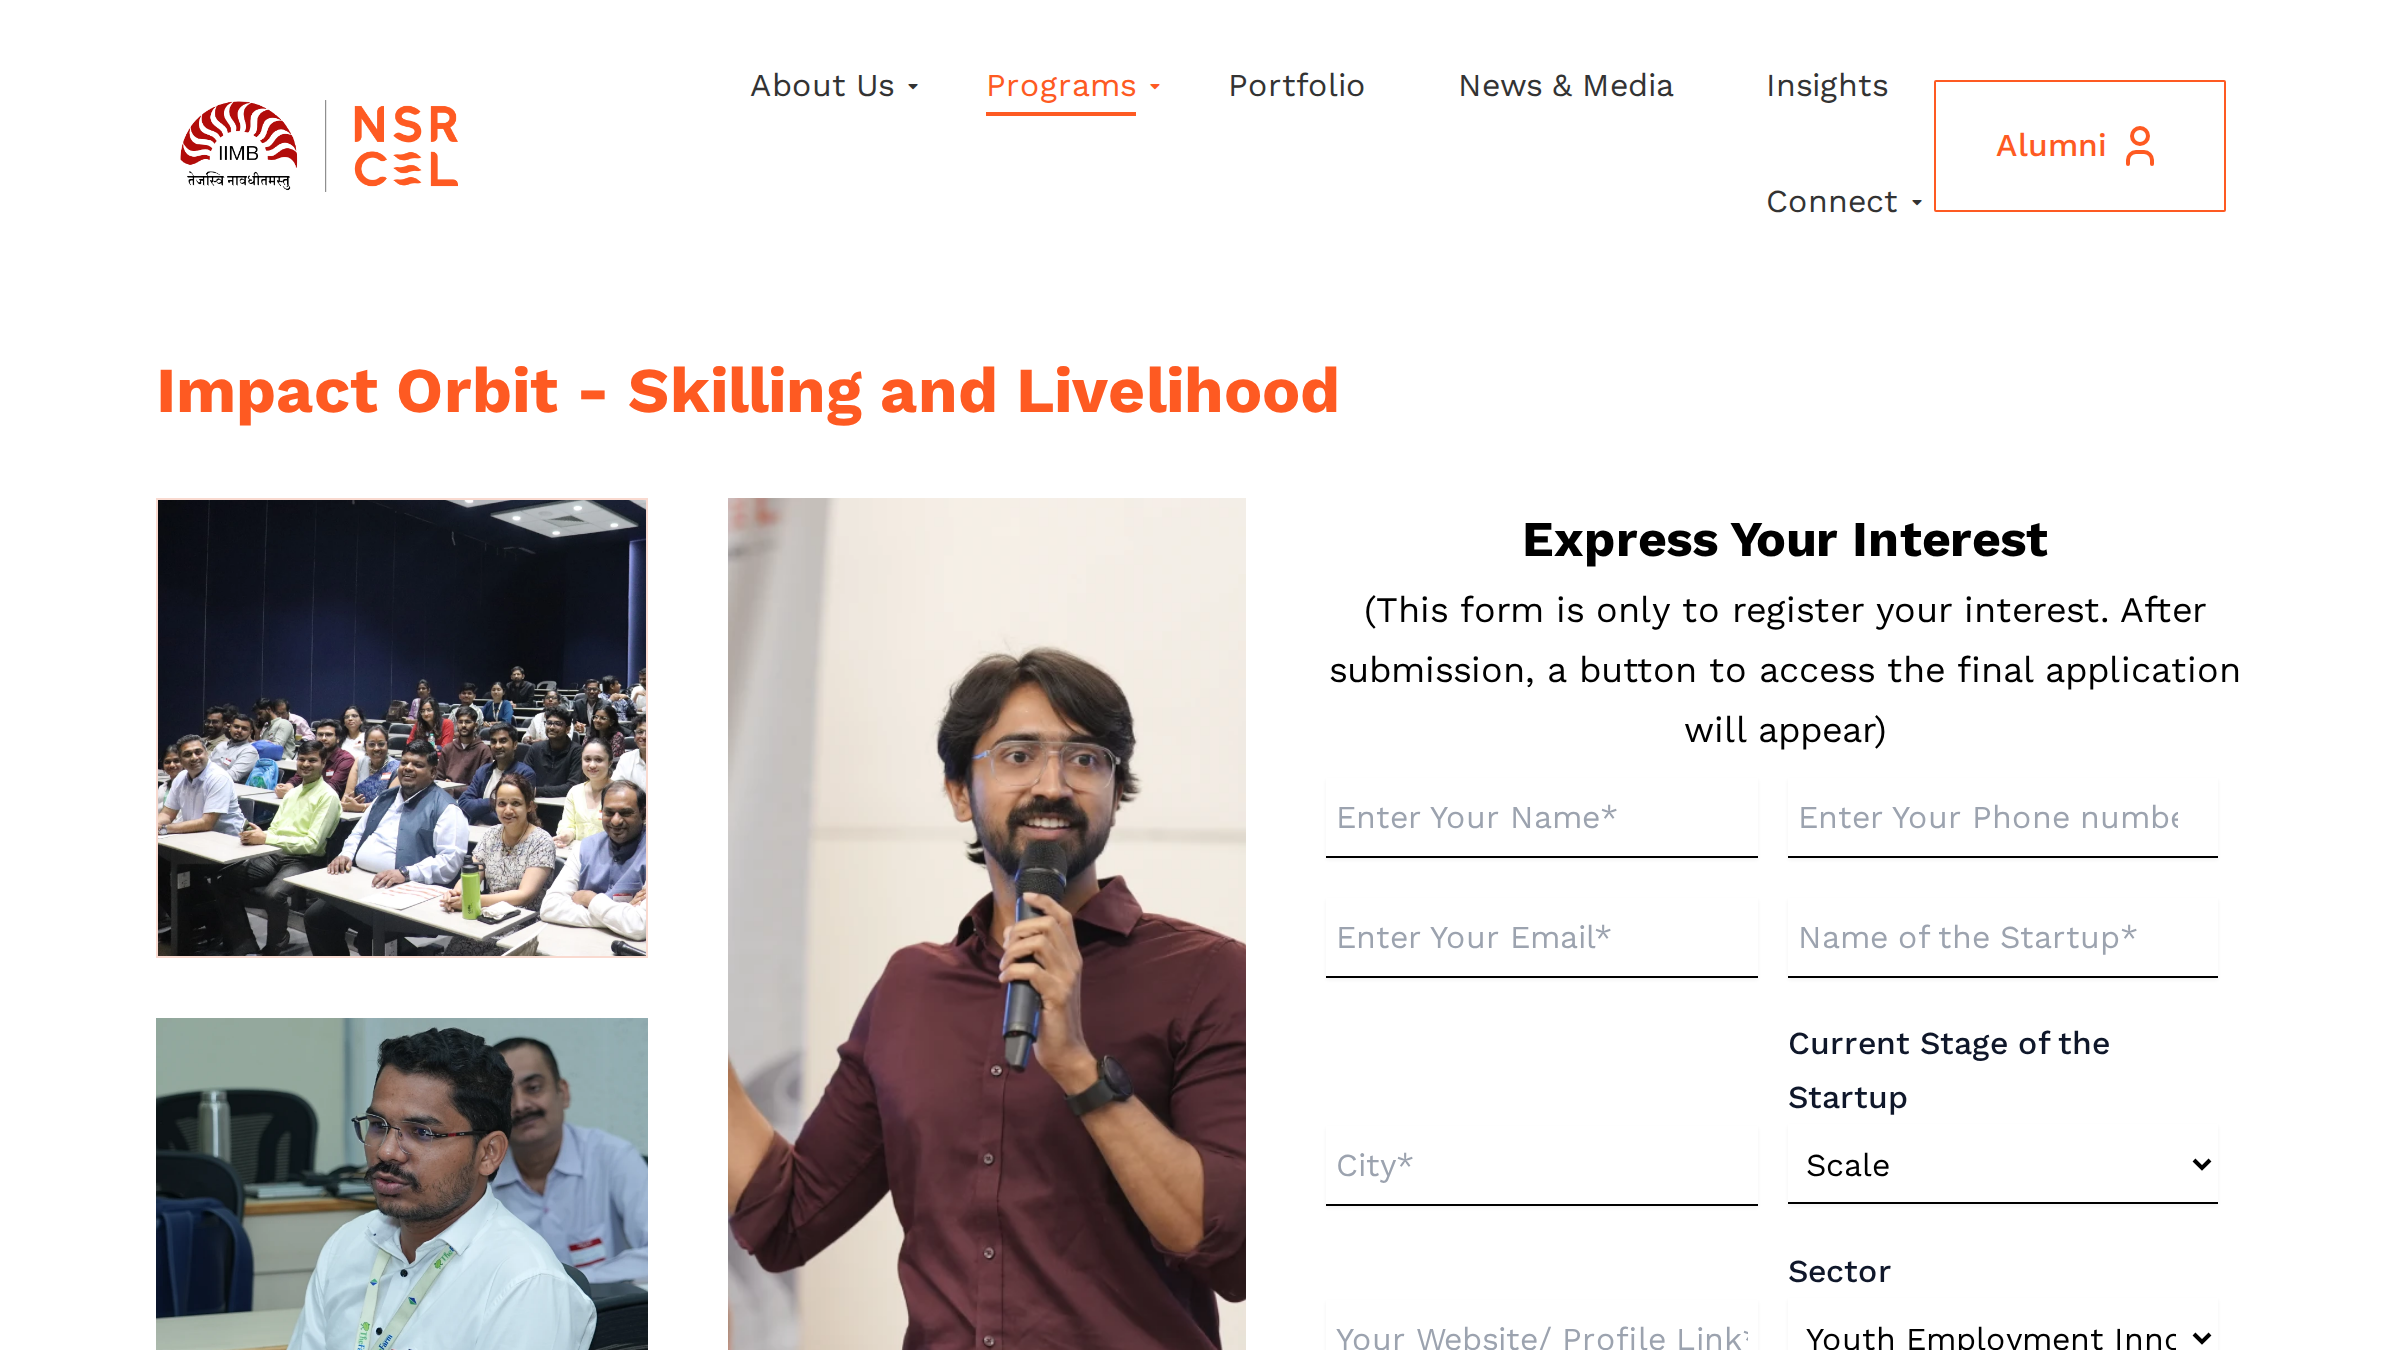 About Us
Programs
Portfolio
News & Media
Insights
Connect
Alumni
IIMB
तेजस्वि नावधीतमस्तु
NSR
CEL
Impact Orbit - Skilling and Livelihood
Express Your Interest
(This form is only to register your interest. After
submission, a button to access the final application
will appear)
Enter Your Name*
Enter Your Phone numbe
Enter Your Email*
Name of the Startup*
Current Stage of the
Startup
City*
Scale
Sector
Your Website/ Profile Link*
Youth Employment Inno